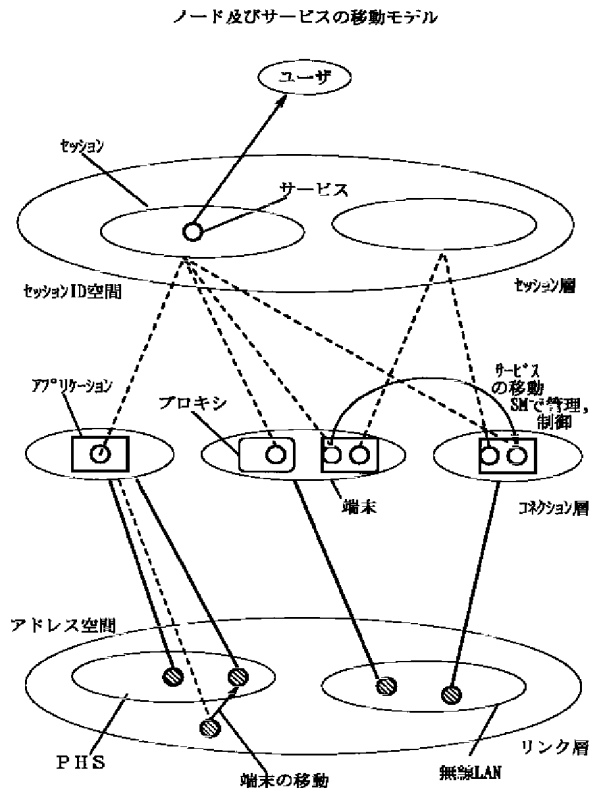 ノード及びサービスの移動モデル
ユーザ
セッション
サービス
セッションID空間
セッション層
アプリケーション
プロキシ
サービス
の移動
SMで管理,
制御
端末
コネクション層
アドレス空間
PHS
端末の移動
無線LAN
リンク層